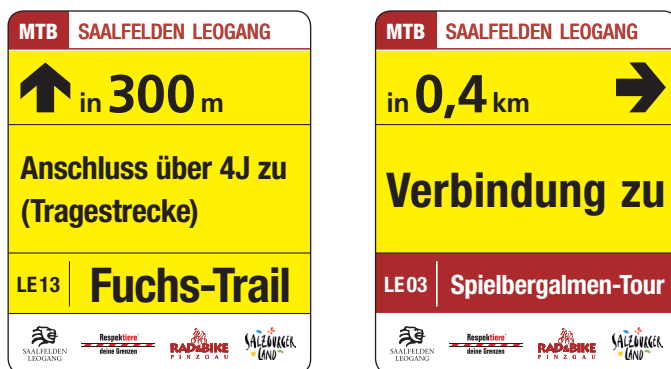 MTB SAALFELDEN LEOGANG
in 300 m
Anschluss über 4J zu
(Tragestrecke)
LE13 Fuchs-Trail
SAALFELDEN
LEOGANG
Respektiere
deine Grenzen
RAD&BIKE
PINZGAU
SALZBURGER
LAND
MTB SAALFELDEN LEOGANG
in 0,4 km
Verbindung zu
LE03 Spielbergalmen-Tour
SAALFELDEN
LEOGANG
Respektiere
deine Grenzen
RAD&BIKE
PINZGAU
SALZBURGER
LAND